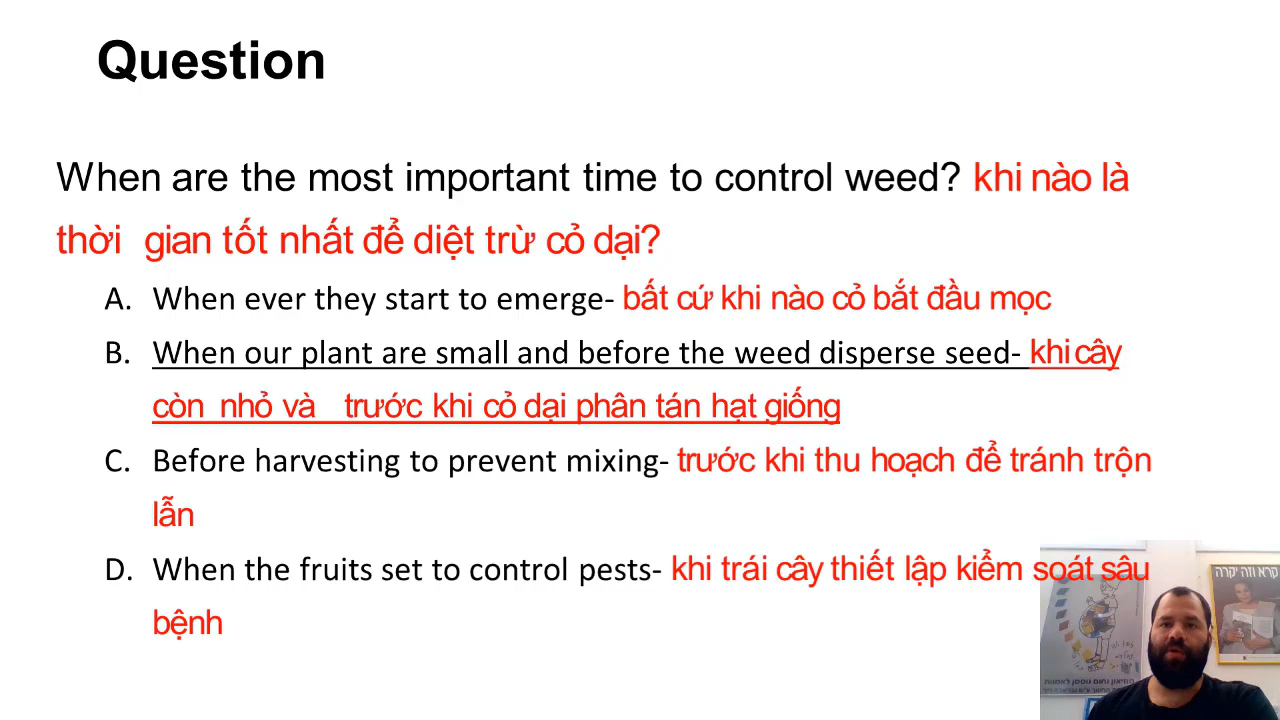 Question
When are the most important time to control weed? khi nào là
thời gian tốt nhất để diệt trừ cỏ dại?
A. When ever they start to emerge- bất cứ khi nào cỏ bắt đầu mọc
B. When our plant are small and before the weed disperse seed- khi cây
còn nhỏ và trước khi cỏ dại phân tán hạt giống
C. Before harvesting to prevent mixing- trước khi thu hoạch để tránh trộn
lẫn
D. When the fruits set to control pests- khi trái cây thiết lập kiểm soát sâu
bệnh
קרא וזה יקרה